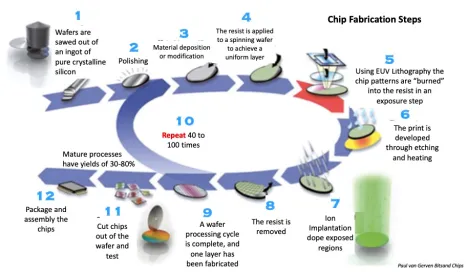 Chip Fabrication Steps
1
Wafers are
sawed out of
an ingot of
pure crystalline
silicon
2
Polishing
3
Material deposition
or modification
4
The resist is applied
to a spinning wafer
to achieve a
uniform layer
5
Using EUV Lithography the
chip patterns are "burned"
into the resist in an
exposure step
6
The print is
developed
through etching
and heating
7
Ion
Implantation
dope exposed
regions
8
The resist is
removed
9
A wafer
processing cycle
is complete, and
one layer has
been fabricated
10
Repeat 40 to
100 times
Mature processes
have yields of 30-80%
11
Cut chips
out of the
wafer and
test
12
Package and
assembly the
chips
Paul van Gerven Bitsand Chips